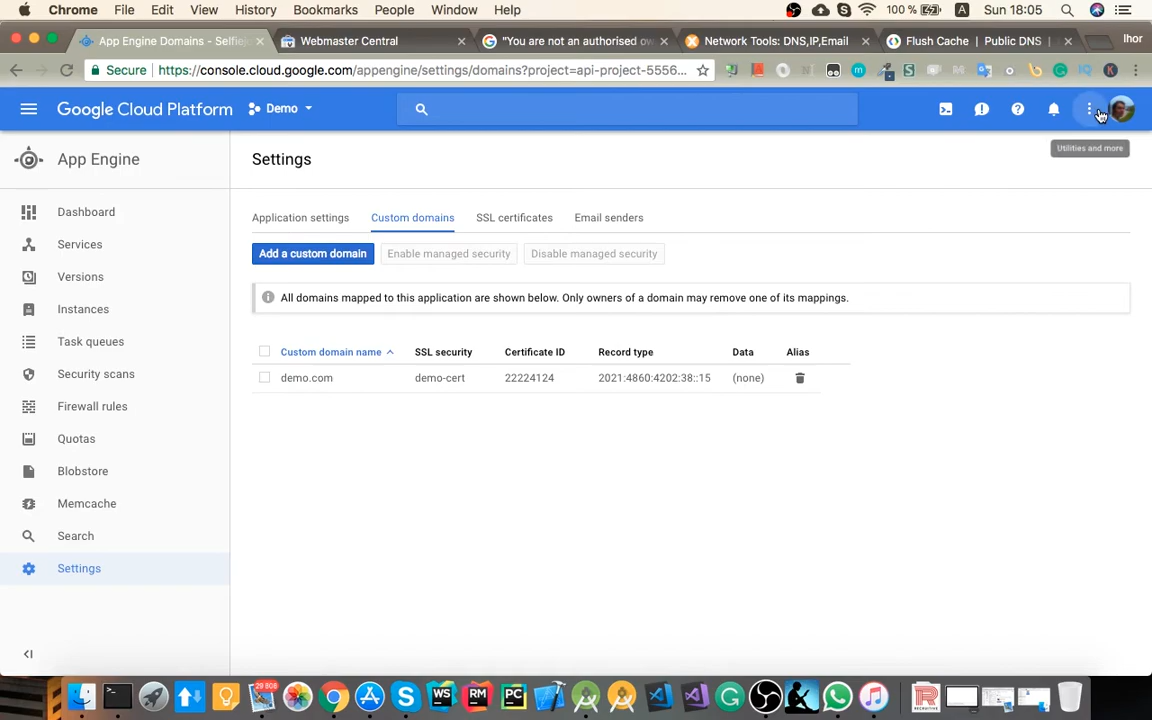 Chrome File Edit View History Bookmarks People Window Help 100 % A Sun 18:05
App Engine Domains - Selfie Webmaster Central "You are not an authorised ow Network Tools: DNS,IP,Email Flush Cache | Public DNS | Ihor
Secure https://console.cloud.google.com/appengine/settings/domains?project=api-project-5556...
Google Cloud Platform Demo
Utilities and more
App Engine
Settings
Dashboard
Services
Versions
Instances
Task queues
Security scans
Firewall rules
Quotas
Blobstore
Memcache
Search
Settings
Application settings Custom domains SSL certificates Email senders
Add a custom domain Enable managed security Disable managed security
All domains mapped to this application are shown below. Only owners of a domain may remove one of its mappings.
Custom domain name SSL security Certificate ID Record type Data Alias
demo.com demo-cert 22224124 2021:4860:4202:38::15 (none)
29 808
WS RM PC